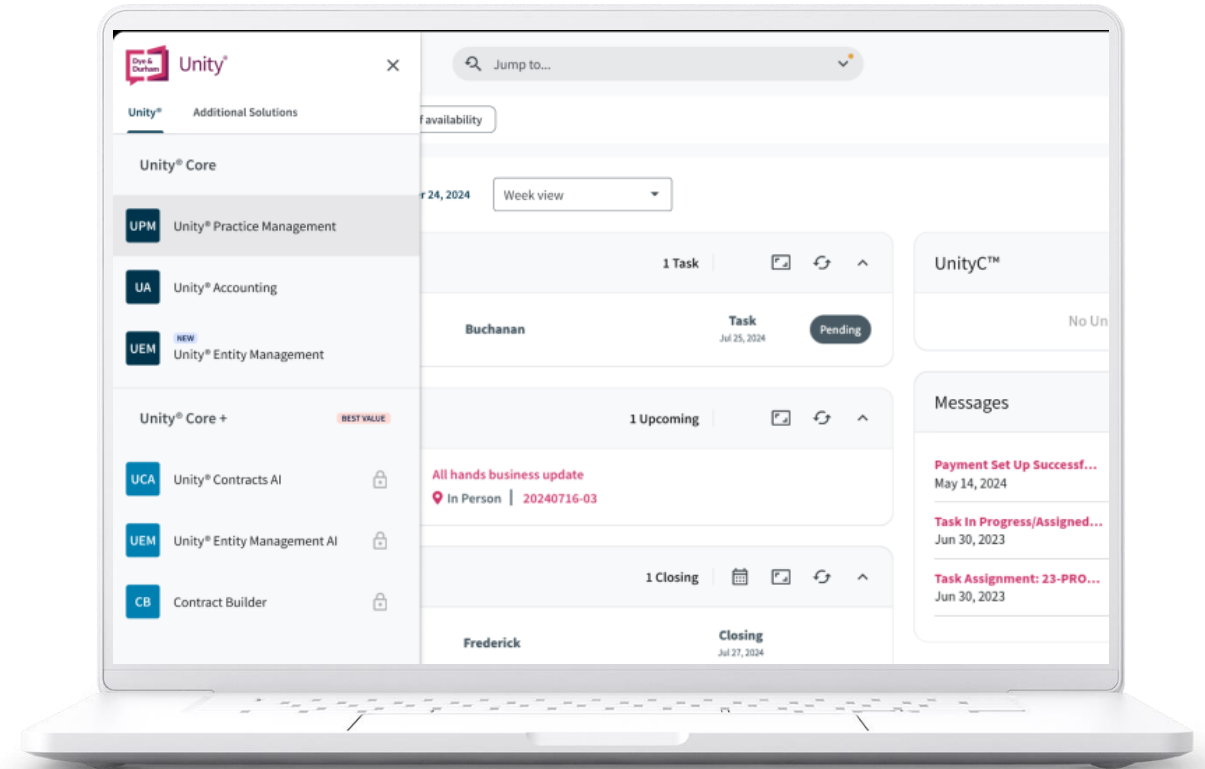 Dye &
Durham
Unity®
Jump to...
Unity®
Additional Solutions
f availability
Unity® Core
r 24, 2024
Week view
UPM
Unity® Practice Management
1 Task
UnityC™
UA
Unity® Accounting
No Un
Buchanan
Task
Jul 25, 2024
Pending
NEW
UEM
Unity® Entity Management
Unity® Core +
BEST VALUE
1 Upcoming
Messages
UCA
Unity® Contracts AI
All hands business update
In Person | 20240716-03
Payment Set Up Successf...
May 14, 2024
UEM
Unity® Entity Management AI
Task In Progress/Assigned...
Jun 30, 2023
1 Closing
Task Assignment: 23-PRO...
Jun 30, 2023
CB
Contract Builder
Frederick
Closing
Jul 27, 2024